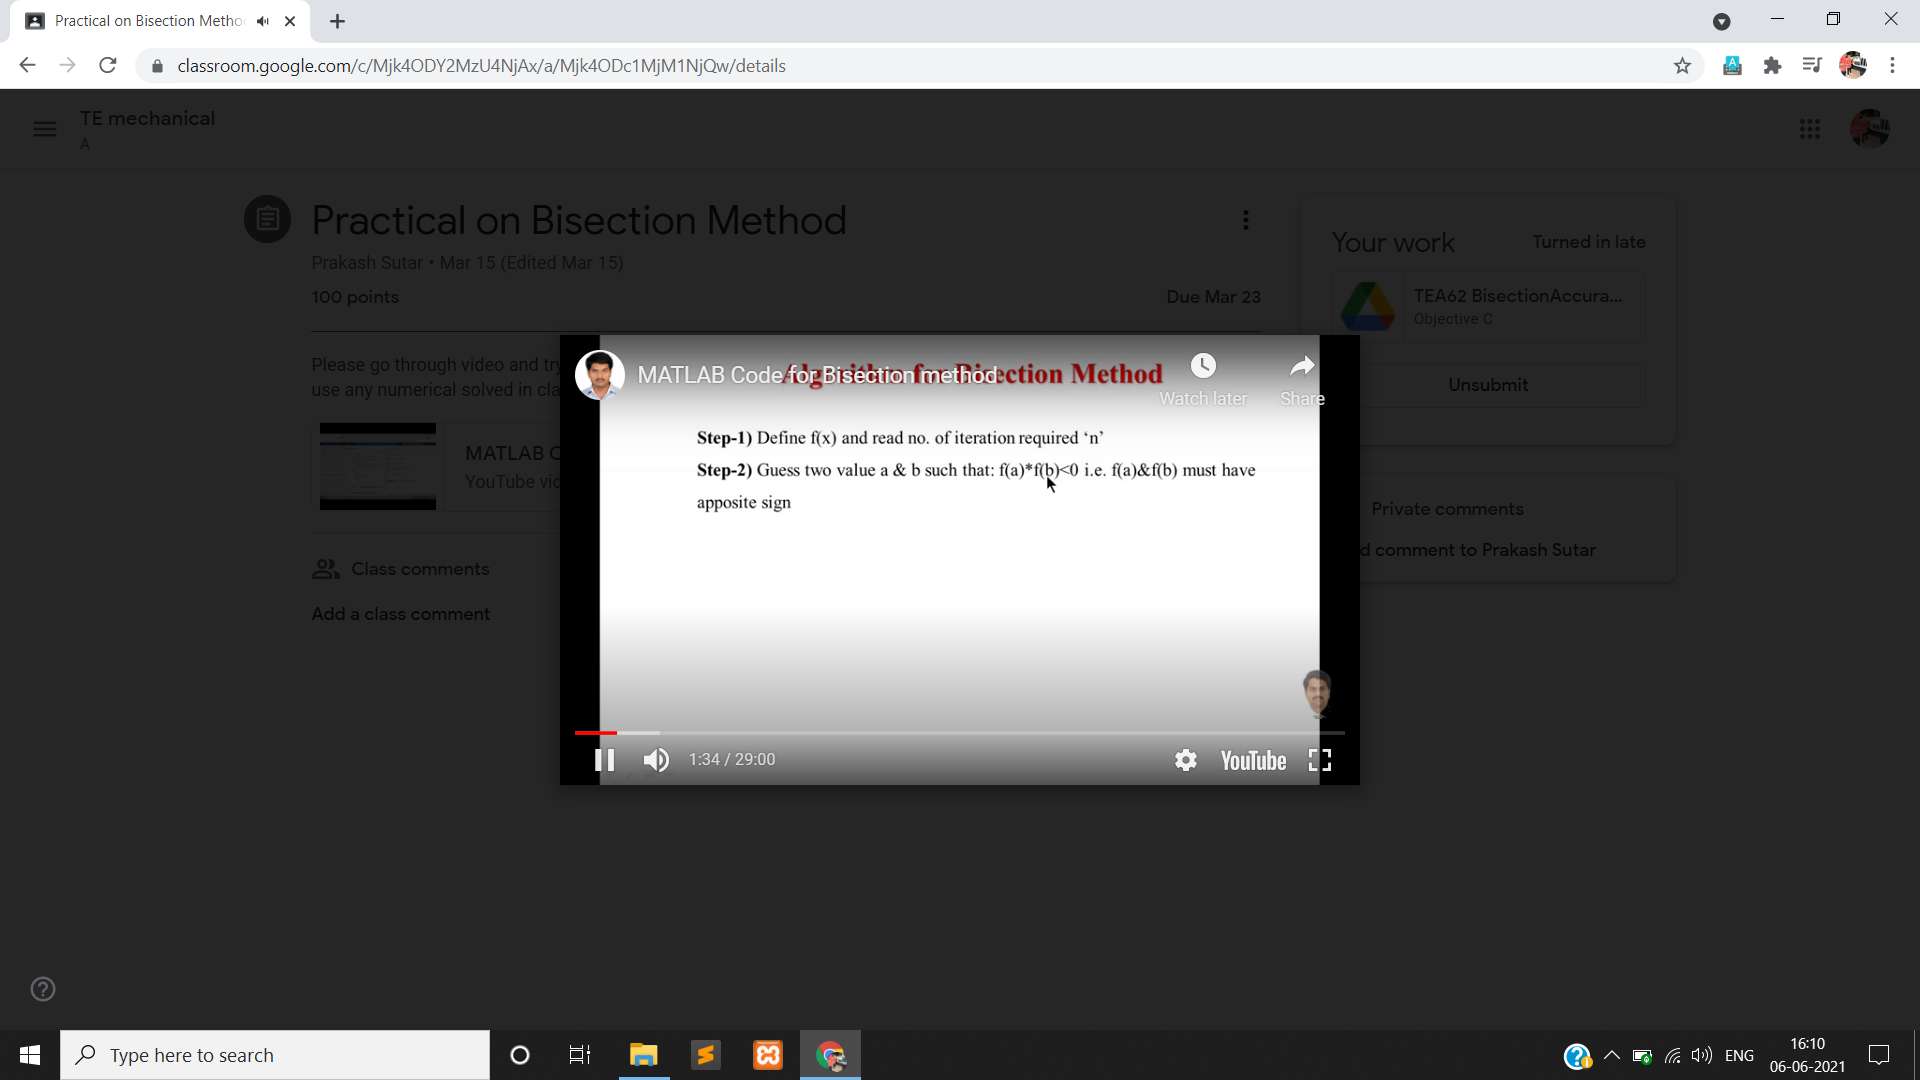 Practical on Bisection Metho
classroom.google.com/c/Mjk4ODY2MzU4NjAx/a/Mjk4ODc1MjM1NjQw/details
TE mechanical
A
Practical on Bisection Method
Prakash Sutar • Mar 15 (Edited Mar 15)
100 points
Due Mar 23
Please go through video and try
use any numerical solved in cla
MATLAB C
YouTube vid
Class comments
Add a class comment
Your work
Turned in late
TEA62 BisectionAccura...
Objective C
Unsubmit
Private comments
d comment to Prakash Sutar
MATLAB Code for Bisection method
Algorithm for Bisection Method
Watch later
Share
Step-1) Define f(x) and read no. of iteration required ‘n’
Step-2) Guess two value a & b such that: f(a)*f(b)<0 i.e. f(a)&f(b) must have
apposite sign
1:34 / 29:00
YouTube
Type here to search
ENG
16:10
06-06-2021